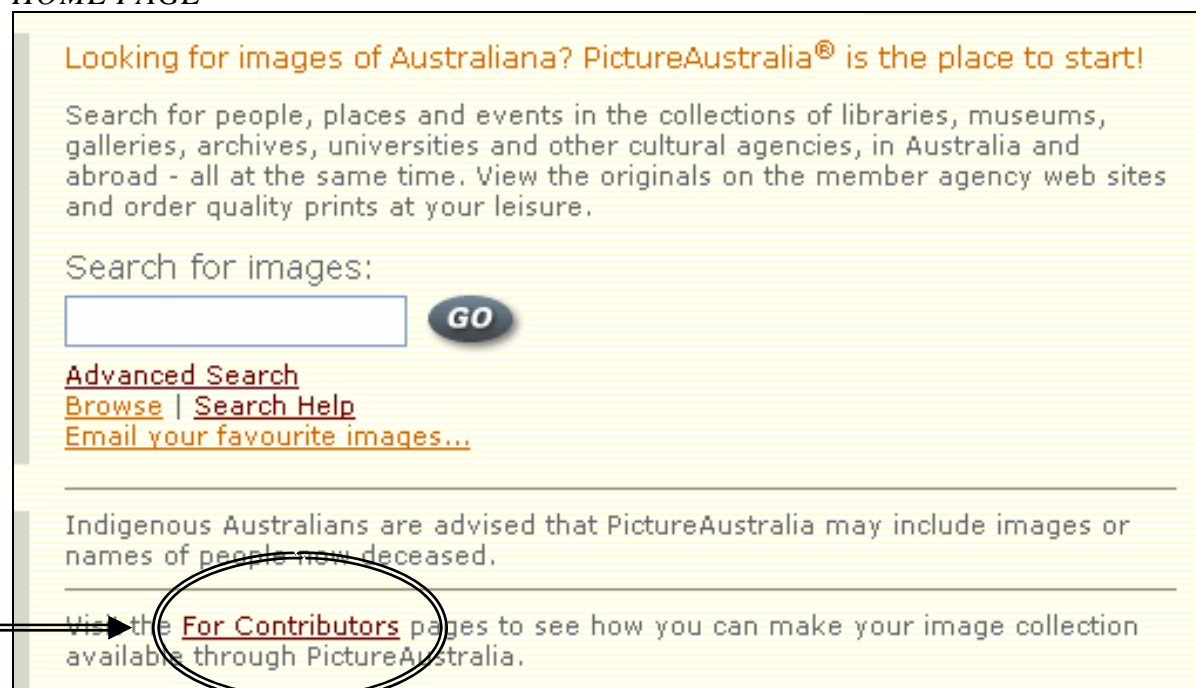 HOME PAGE
Looking for images of Australiana? PictureAustralia® is the place to start!
Search for people, places and events in the collections of libraries, museums,
galleries, archives, universities and other cultural agencies, in Australia and
abroad - all at the same time. View the originals on the member agency web sites
and order quality prints at your leisure.
Search for images:
GO
Advanced Search
Browse | Search Help
Email your favourite images...
Indigenous Australians are advised that PictureAustralia may include images or
names of people now deceased.
Visit the For Contributors pages to see how you can make your image collection
available through PictureAustralia.